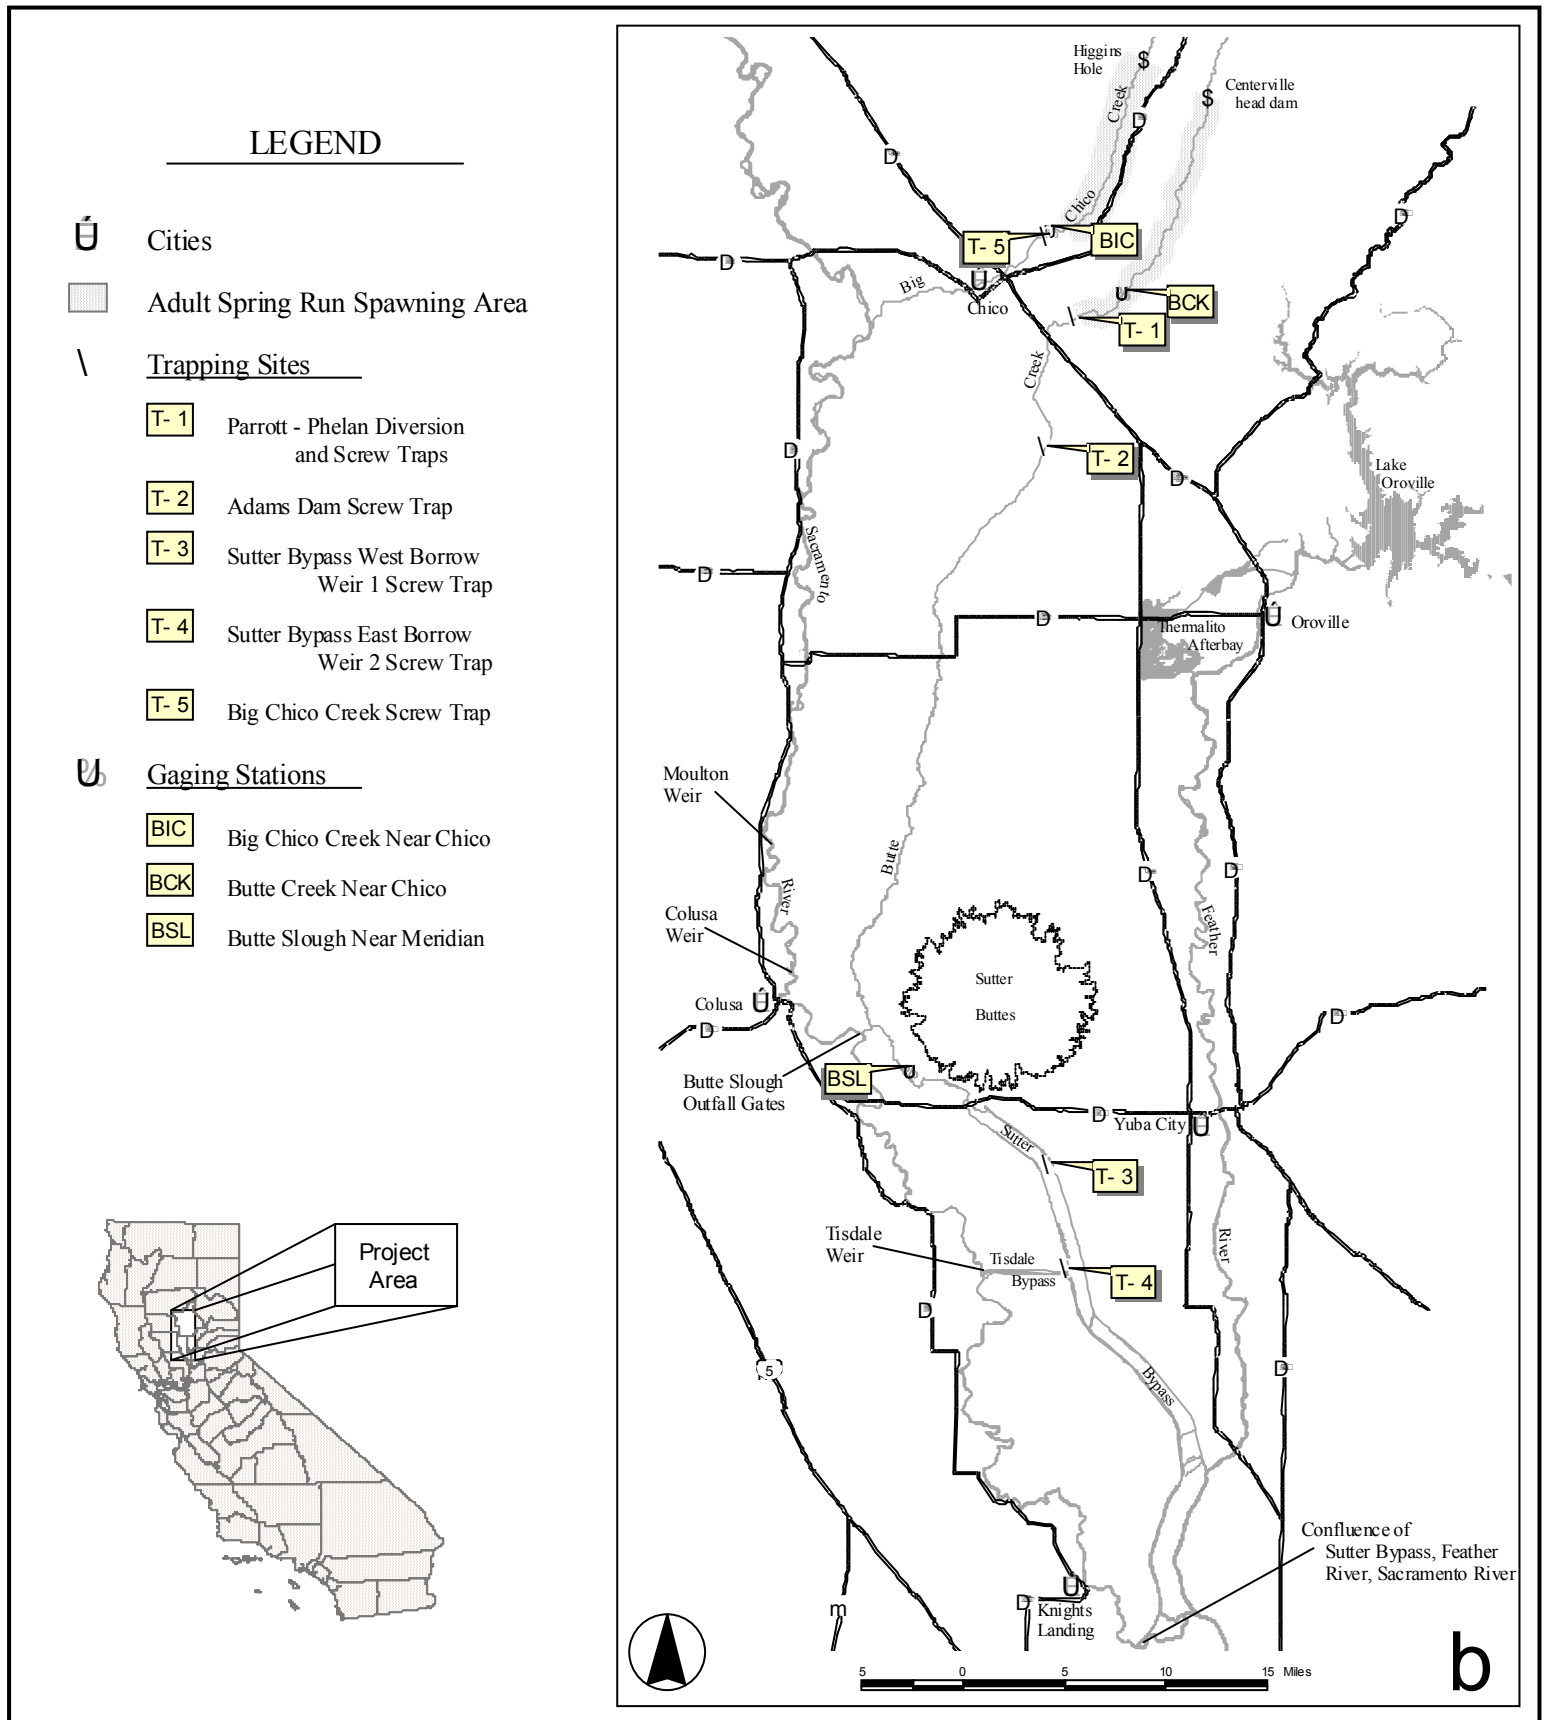 LEGEND
Cities
Adult Spring Run Spawning Area
Trapping Sites
T- 1
Parrott - Phelan Diversion
and Screw Traps
T- 2
Adams Dam Screw Trap
T- 3
Sutter Bypass West Borrow
Weir 1 Screw Trap
T- 4
Sutter Bypass East Borrow
Weir 2 Screw Trap
T- 5
Big Chico Creek Screw Trap
Gaging Stations
BIC
Big Chico Creek Near Chico
BCK
Butte Creek Near Chico
BSL
Butte Slough Near Meridian
Project
Area
Higgins
Hole
$
Centerville
head dam
$
Creek
D
D
D
Chico
T- 5
BIC
D
Big
Chico
BCK
T- 1
Creek
D
T- 2
D
Lake
Oroville
Sacramento
D
D
Oroville
Thermalito
Afterbay
Moulton
Weir
Butte
D
D
River
Colusa
Weir
Feather
Sutter
Buttes
Colusa
D
D
Butte Slough
Outfall Gates
BSL
D
Yuba City
Sutter
T- 3
Tisdale
Weir
Tisdale
Bypass
T- 4
River
D
5
D
Bypass
Confluence of
Sutter Bypass, Feather
River, Sacramento River
m
D
Knights
Landing
b
5 0 5 10 15 Miles